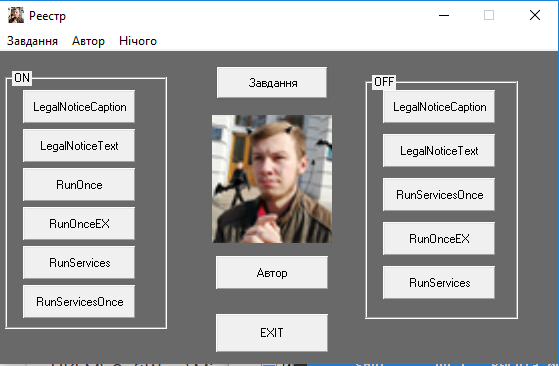 Реестр
Завдання Автор Нічого
ON
LegalNoticeCaption
LegalNoticeText
RunOnce
RunOnceEX
RunServices
RunServicesOnce
Завдання
Автор
EXIT
OFF
LegalNoticeCaption
LegalNoticeText
RunServicesOnce
RunOnceEX
RunServices